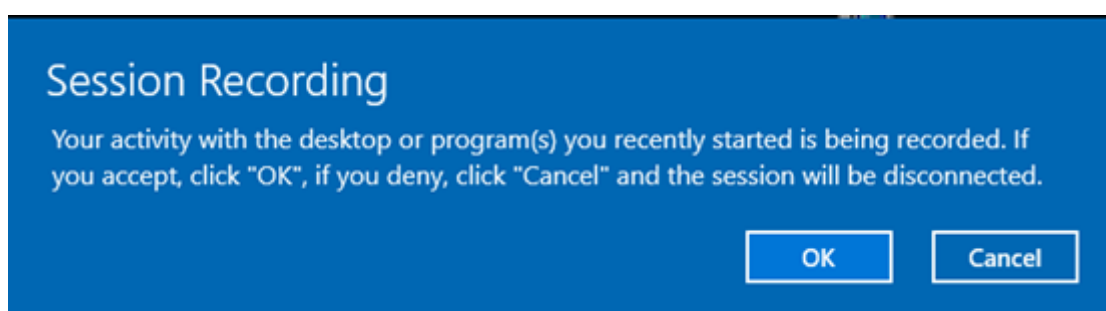 Session Recording
Your activity with the desktop or program(s) you recently started is being recorded. If
you accept, click "OK", if you deny, click "Cancel" and the session will be disconnected.
OK Cancel